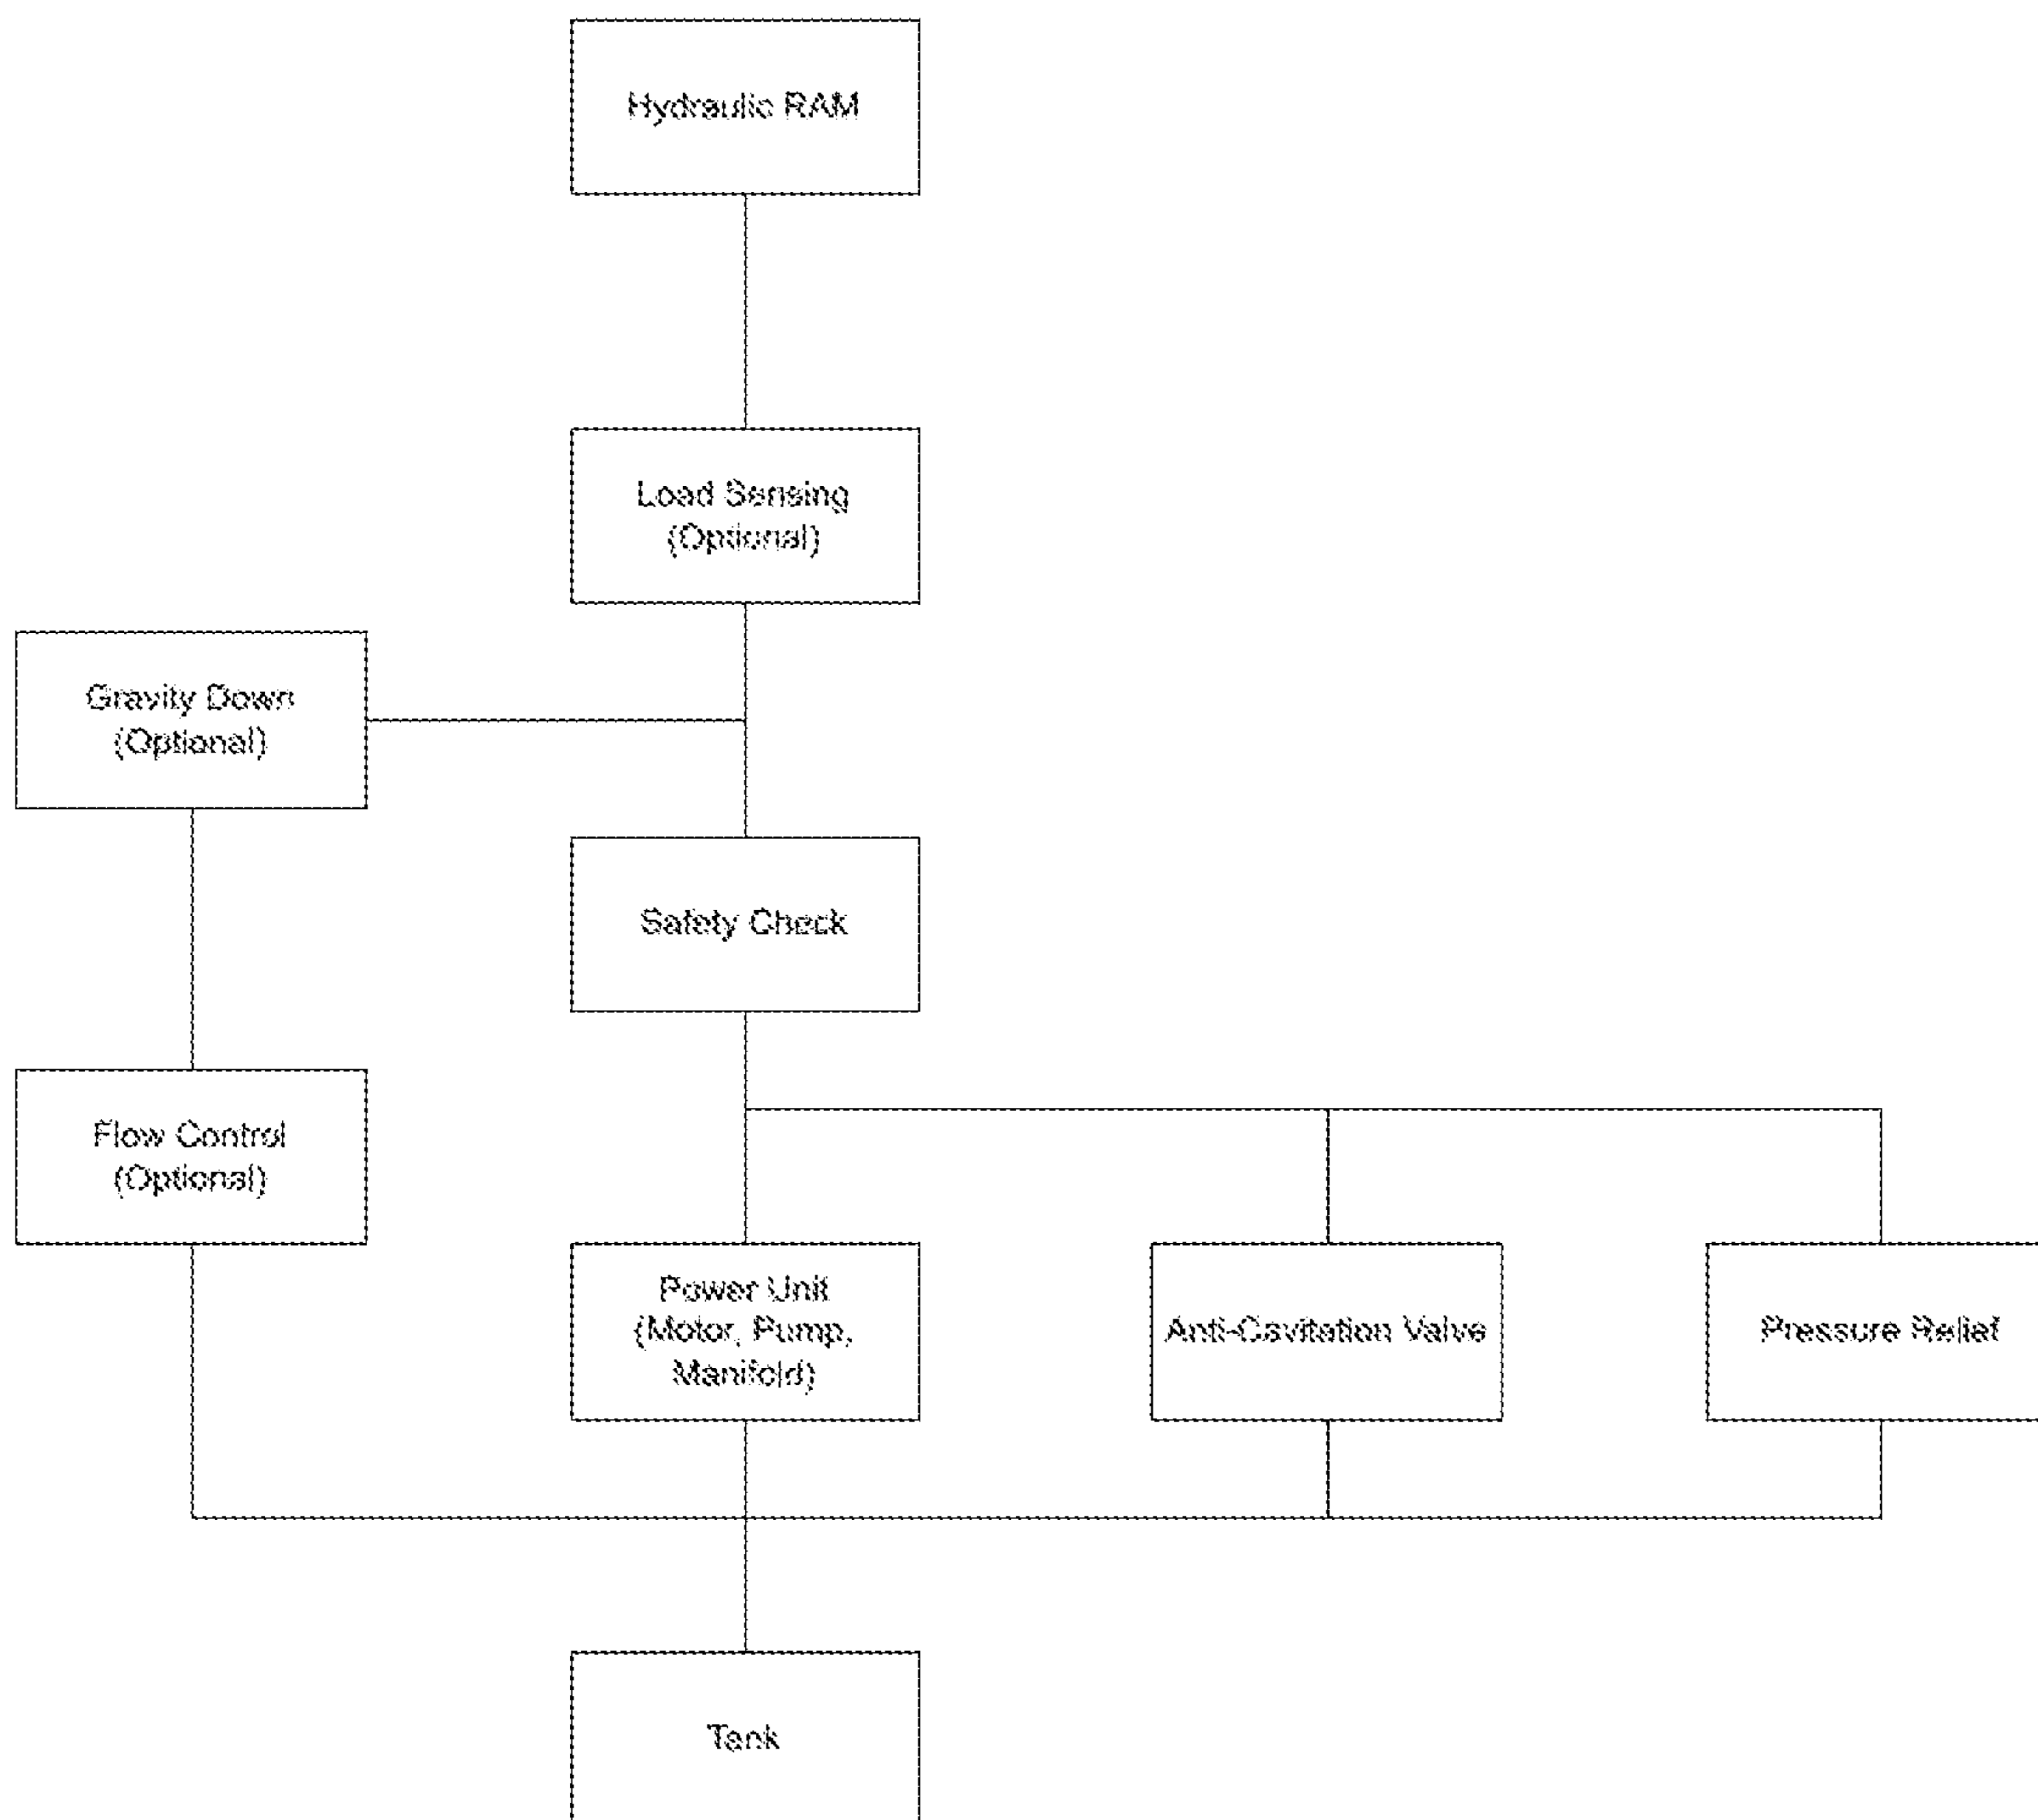 Hydraulic RAM
Load Sensing
(Optional)
Gravity Down
(Optional)
Safety Check
Flow Control
(Optional)
Power Unit
(Motor, Pump,
Manifold)
Anti-Cavitation Valve
Pressure Relief
Tank